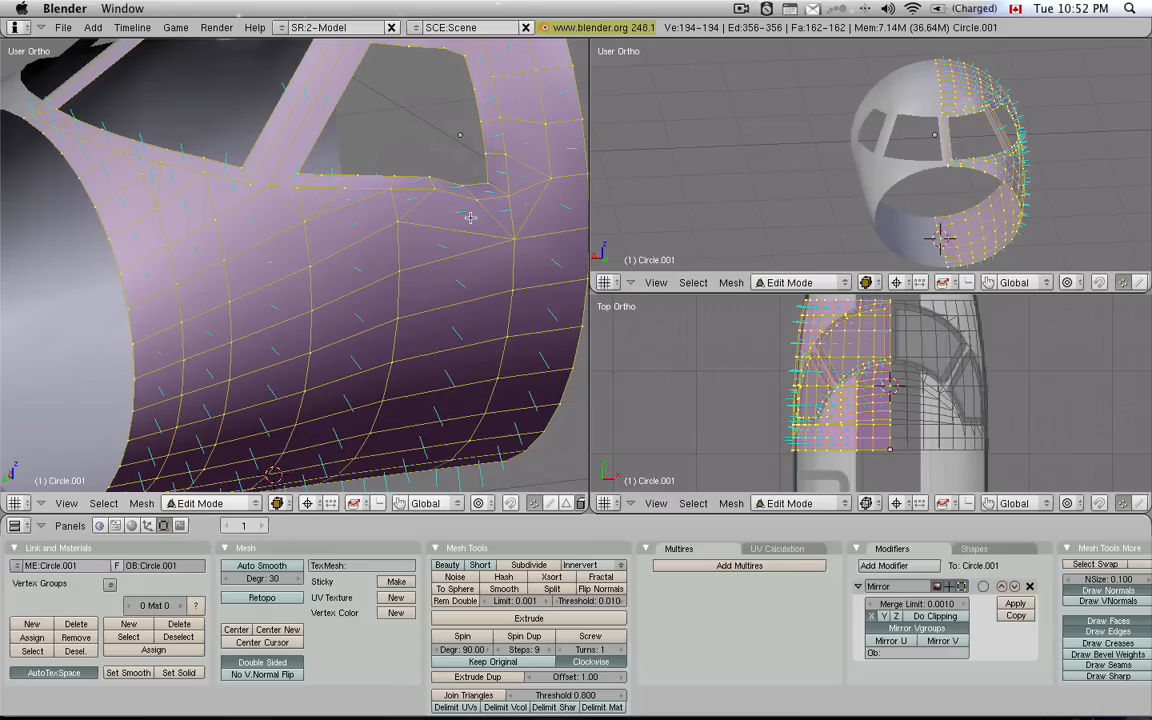 Blender Window (Charged) Tue 10:52 PM
File Add Timeline Game Render Help SR:2-Model SCE:Scene www.blender.org 248.1 Ve:194-194 | Ed:356-356 | Fa:162-162 | Mem:7.14M (36.64M) Circle.001
User Ortho
User Ortho
(1) Circle.001
View Select Mesh Edit Mode Global
Top Ortho
(1) Circle.001
(1) Circle.001
View Select Mesh Edit Mode Global
View Select Mesh Edit Mode Global
Panels 1
Link and Materials
ME:Circle.001 F OB:Circle.001
Vertex Groups
0 Mat 0 ?
New Delete New Delete
Assign Remove Select Deselect
Select Desel. Assign
AutoTexSpace Set Smooth Set Solid
Mesh
Auto Smooth TexMesh:
Degr: 30 Sticky Make
Retopo UV Texture New
Vertex Color New
Center Center New
Center Cursor
Double Sided
No V.Normal Flip
Mesh Tools
Beauty Short Subdivide Innervert
Noise Hash Xsort Fractal
To Sphere Smooth Split Flip Normals
Rem Double Limit: 0.001 Threshold: 0.010
Extrude
Spin Spin Dup Screw
Degr: 90.00 Steps: 9 Turns: 1
Keep Original Clockwise
Extrude Dup Offset: 1.00
Join Triangles Threshold 0.800
Delimit UVs Delimit Vcol Delimit Shar Delimit Mat
Multires UV Calculation
Add Multires
Modifiers Shapes
Add Modifier To: Circle.001
Mirror
Merge Limit: 0.0010 Apply
X Y Z Do Clipping Copy
Mirror Vgroups
Mirror U Mirror V
Ob:
Mesh Tools More
Select Swap
NSize: 0.100
Draw Normals
Draw VNormals
Draw Faces
Draw Edges
Draw Creases
Draw Bevel Weights
Draw Seams
Draw Sharp